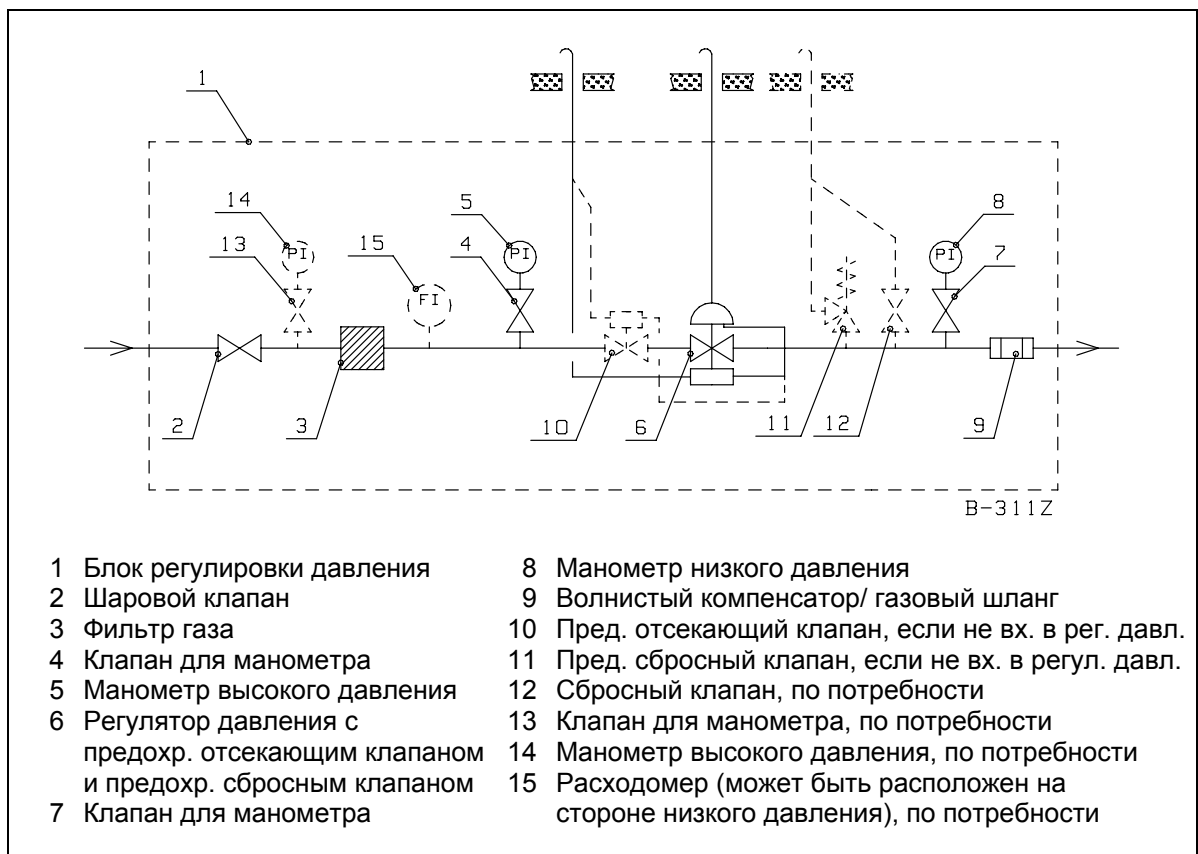 1
14
5
8
13
15
4
7
PI
PI
PI
FI
2
3
10
6
11
12
9
B-311Z
1 Блок регулировки давления
2 Шаровой клапан
3 Фильтр газа
4 Клапан для манометра
5 Манометр высокого давления
6 Регулятор давления с
предохр. отсекающим клапаном
и предохр. сбросным клапаном
7 Клапан для манометра
8 Манометр низкого давления
9 Волнистый компенсатор/ газовый шланг
10 Пред. отсекающий клапан, если не вх. в рег. давл.
11 Пред. сбросный клапан, если не вх. в регул. давл.
12 Сбросный клапан, по потребности
13 Клапан для манометра, по потребности
14 Манометр высокого давления, по потребности
15 Расходомер (может быть расположен на
стороне низкого давления), по потребности